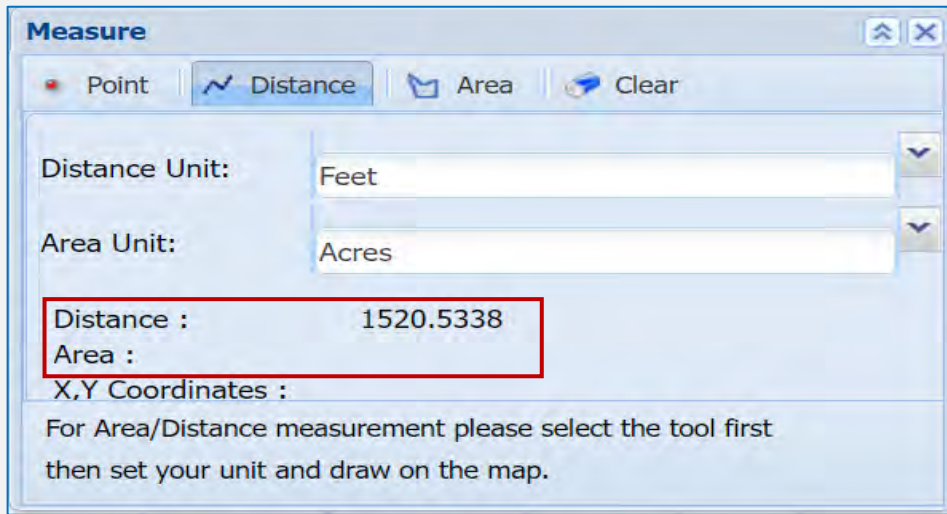 Measure
Point Distance Area Clear
Distance Unit: Feet
Area Unit: Acres
Distance : 1520.5338
Area :
X,Y Coordinates :
For Area/Distance measurement please select the tool first
then set your unit and draw on the map.